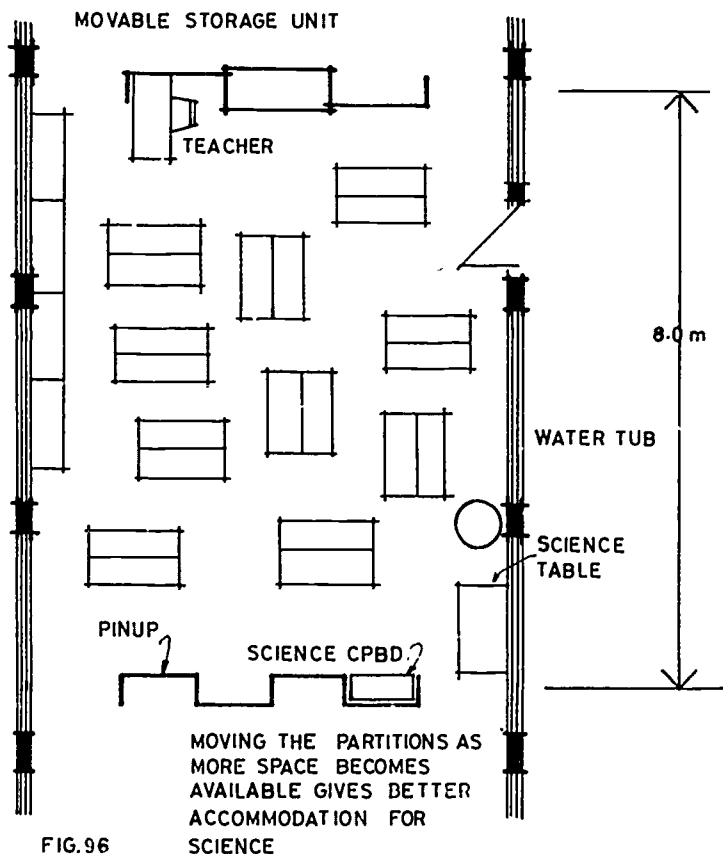 MOVABLE STORAGE UNIT
TEACHER
8.0 m
WATER TUB
SCIENCE
TABLE
PINUP
SCIENCE CPBD.
MOVING THE PARTITIONS AS
MORE SPACE BECOMES
AVAILABLE GIVES BETTER
ACCOMMODATION FOR
SCIENCE
FIG.96